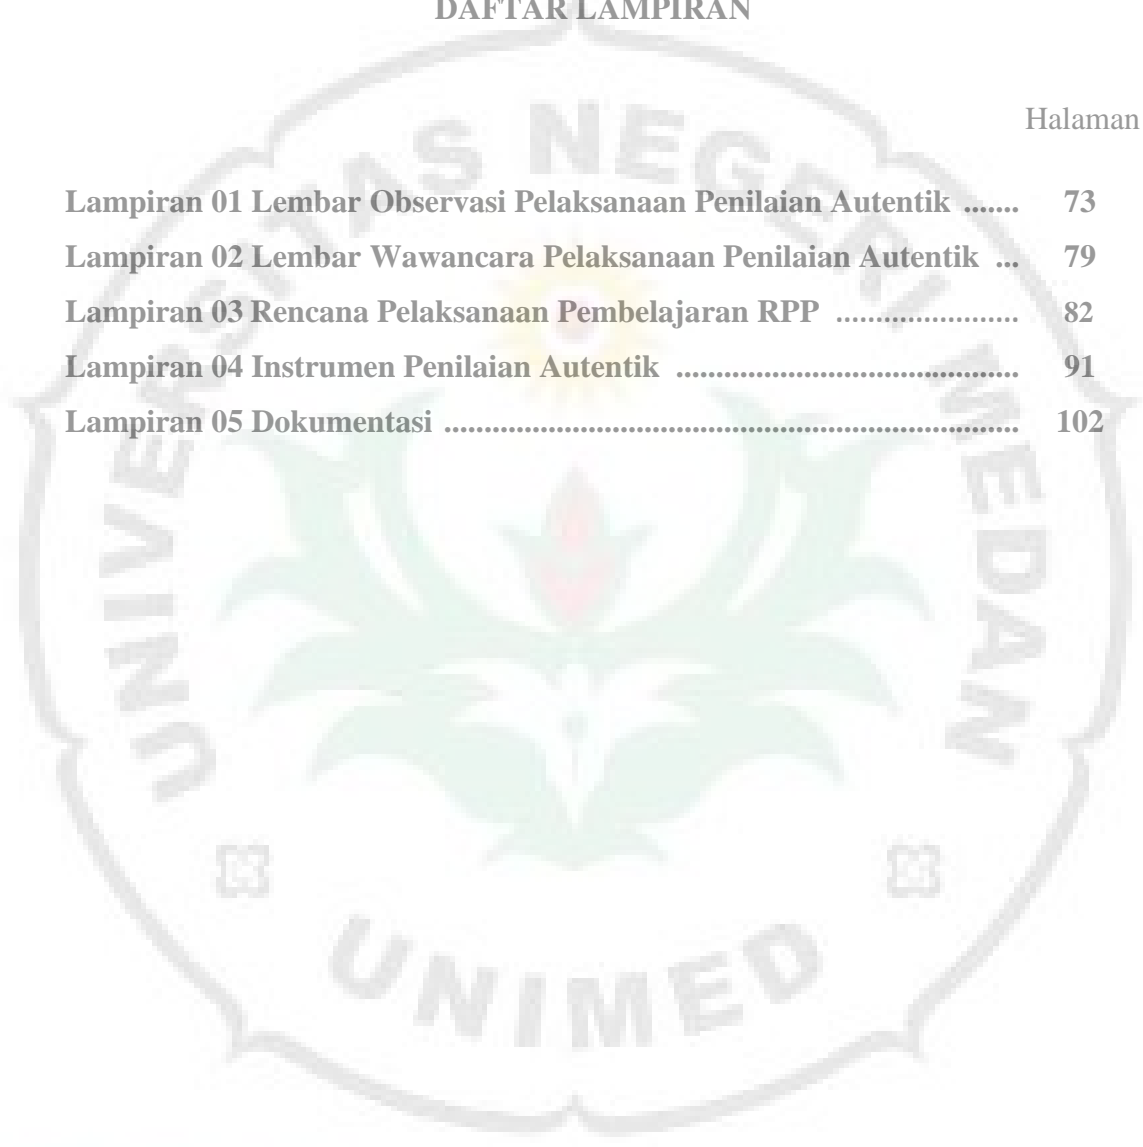 DAFTAR LAMPIRAN
Halaman
Lampiran 01 Lembar Observasi Pelaksanaan Penilaian Autentik ....... 73
Lampiran 02 Lembar Wawancara Pelaksanaan Penilaian Autentik ... 79
Lampiran 03 Rencana Pelaksanaan Pembelajaran RPP ....................... 82
Lampiran 04 Instrumen Penilaian Autentik ........................................... 91
Lampiran 05 Dokumentasi ........................................................................ 102
UNIVERSITAS NEGERI MEDAN
UNIMED